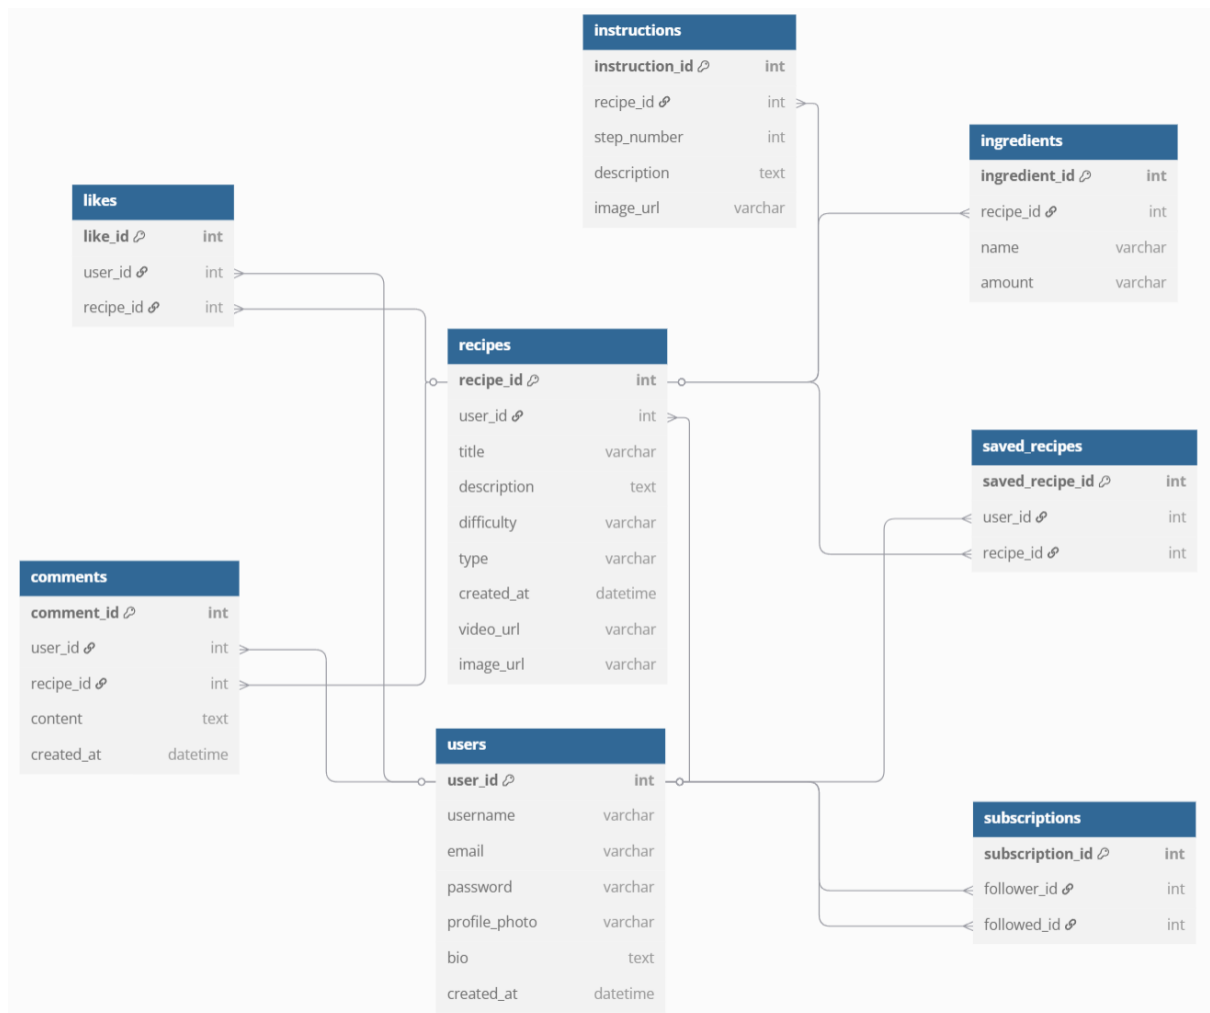 instructions
instruction_id int
recipe_id int
step_number int
description text
image_url varchar
ingredients
ingredient_id int
recipe_id int
name varchar
amount varchar
likes
like_id int
user_id int
recipe_id int
recipes
recipe_id int
user_id int
title varchar
description text
difficulty varchar
type varchar
created_at datetime
video_url varchar
image_url varchar
saved_recipes
saved_recipe_id int
user_id int
recipe_id int
comments
comment_id int
user_id int
recipe_id int
content text
created_at datetime
users
user_id int
username varchar
email varchar
password varchar
profile_photo varchar
bio text
created_at datetime
subscriptions
subscription_id int
follower_id int
followed_id int